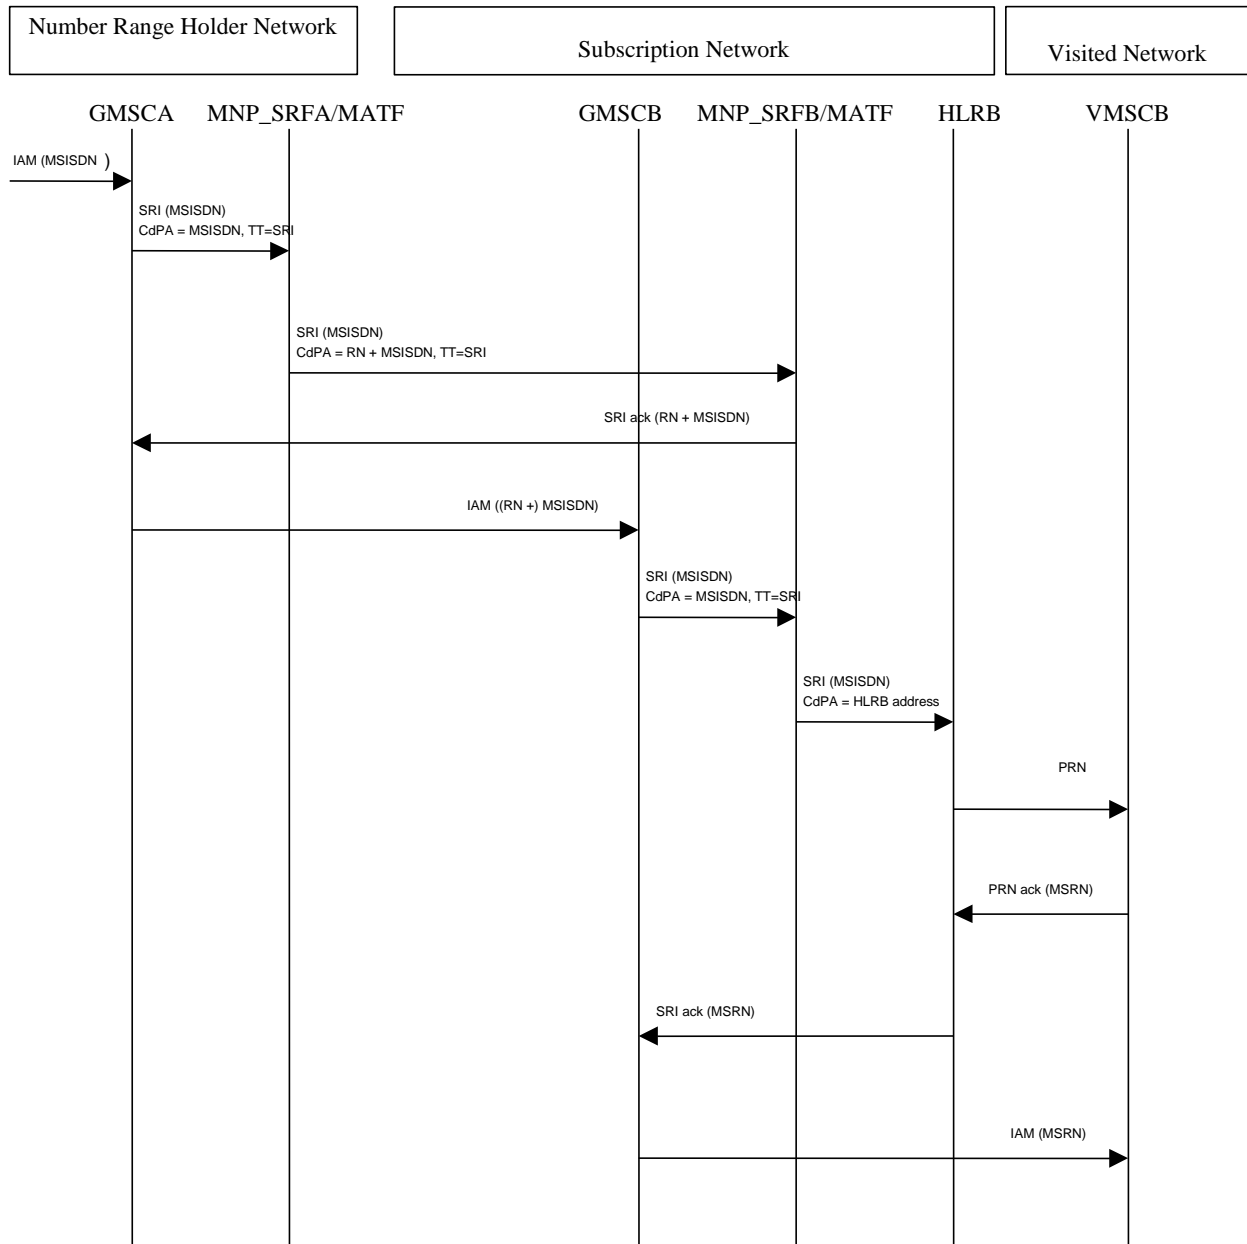 Number Range Holder Network
Subscription Network
Visited Network
GMSCA
MNP_SRFA/MATF
GMSCB
MNP_SRFB/MATF
HLRB
VMSCB
IAM (MSISDN )
SRI (MSISDN)
CdPA = MSISDN, TT=SRI
SRI (MSISDN)
CdPA = RN + MSISDN, TT=SRI
SRI ack (RN + MSISDN)
IAM ((RN +) MSISDN)
SRI (MSISDN)
CdPA = MSISDN, TT=SRI
SRI (MSISDN)
CdPA = HLRB address
PRN
PRN ack (MSRN)
SRI ack (MSRN)
IAM (MSRN)